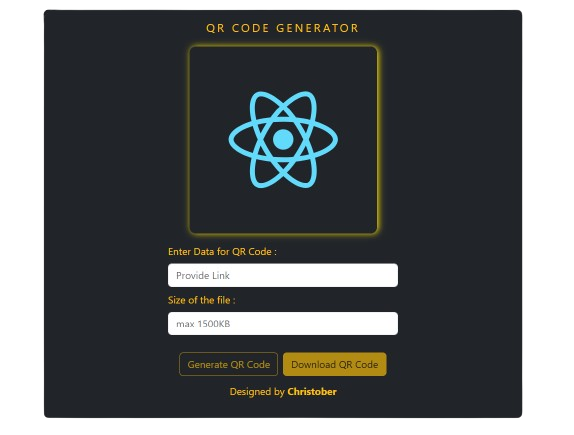 QR CODE GENERATOR
Enter Data for QR Code :
Provide Link
Size of the file :
max 1500KB
Generate QR Code Download QR Code
Designed by Christober